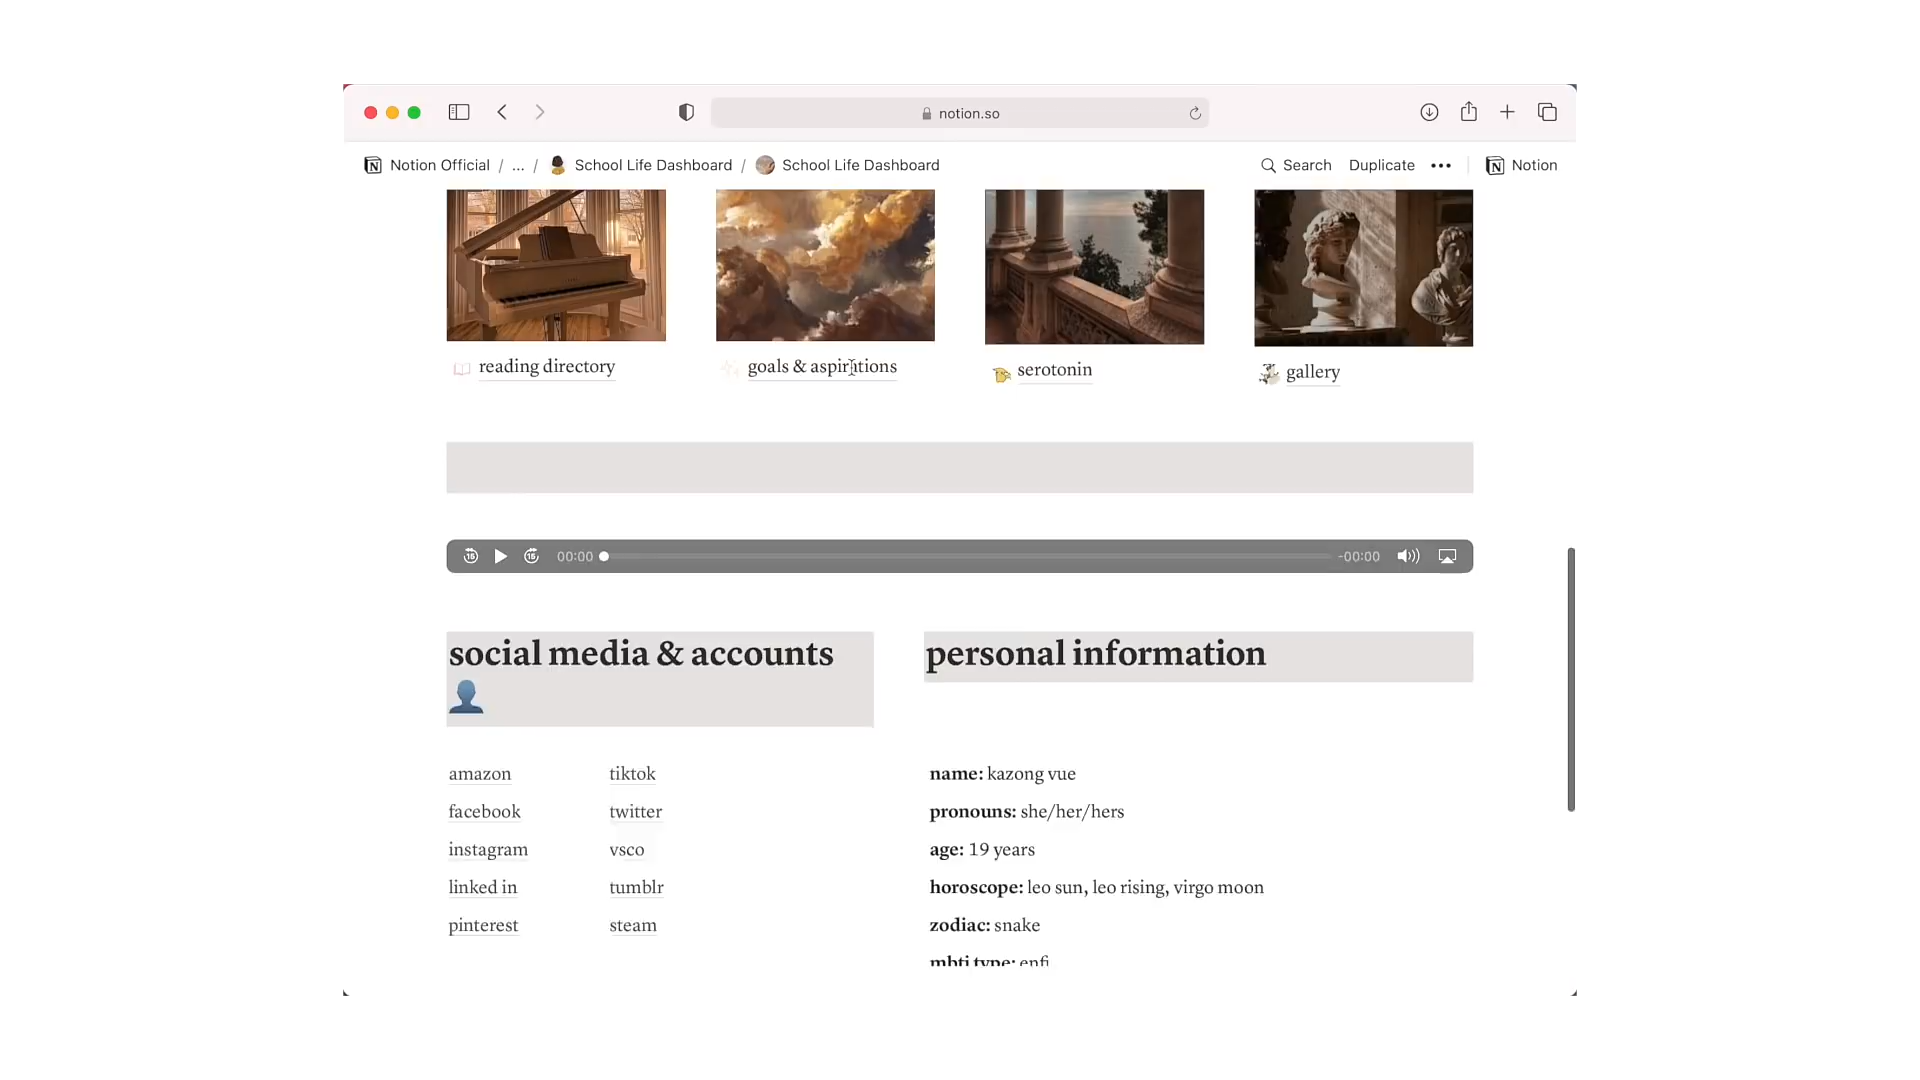 notion.so
Notion Official / ... / School Life Dashboard / School Life Dashboard
Search Duplicate ••• Notion
reading directory
goals & aspirations
serotonin
gallery
00:00
-00:00
social media & accounts
personal information
amazon
facebook
instagram
linked in
pinterest
tiktok
twitter
vsco
tumblr
steam
name: kazong vue
pronouns: she/her/hers
age: 19 years
horoscope: leo sun, leo rising, virgo moon
zodiac: snake
mbti type: enfj